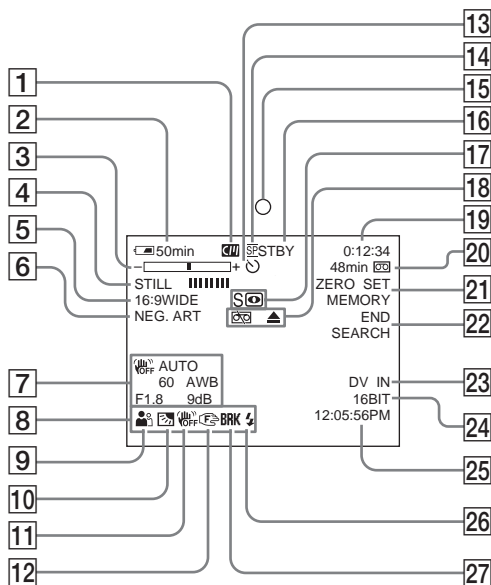 13
14
15
16
17
18
19
20
21
22
23
24
25
26
27
1
2
3
4
5
6
7
8
9
10
11
12
50min SP STBY 0:12:34
− + 48min
STILL ZERO SET
16:9WIDE S MEMORY
NEG. ART END
SEARCH
OFF AUTO
60 AWB DV IN
F1.8 9dB 16BIT
OFF F BRK 12:05:56PM